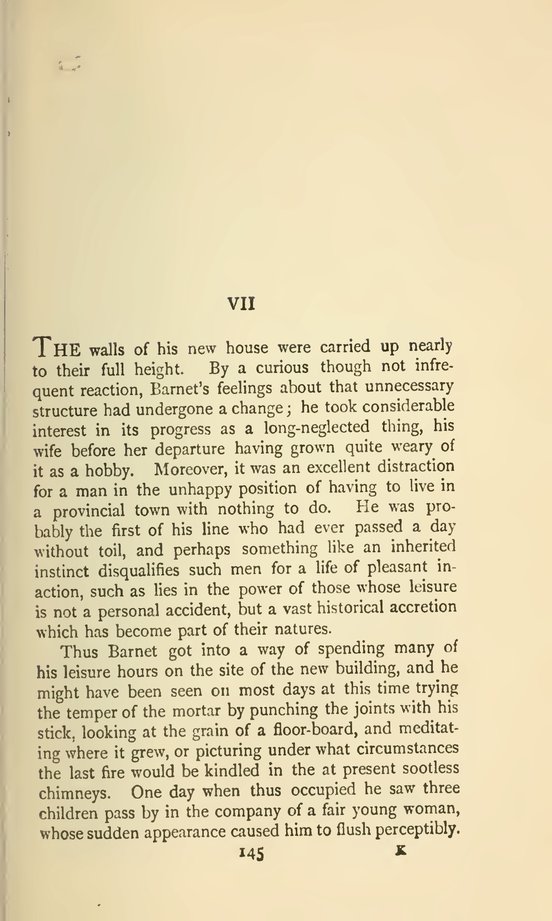 VII
THE walls of his new house were carried up nearly
to their full height. By a curious though not infre-
quent reaction, Barnet's feelings about that unnecessary
structure had undergone a change; he took considerable
interest in its progress as a long-neglected thing, his
wife before her departure having grown quite weary of
it as a hobby. Moreover, it was an excellent distraction
for a man in the unhappy position of having to live in
a provincial town with nothing to do. He was pro-
bably the first of his line who had ever passed a day
without toil, and perhaps something like an inherited
instinct disqualifies such men for a life of pleasant in-
action, such as lies in the power of those whose leisure
is not a personal accident, but a vast historical accretion
which has become part of their natures.
Thus Barnet got into a way of spending many of
his leisure hours on the site of the new building, and he
might have been seen on most days at this time trying
the temper of the mortar by punching the joints with his
stick, looking at the grain of a floor-board, and meditat-
ing where it grew, or picturing under what circumstances
the last fire would be kindled in the at present sootless
chimneys. One day when thus occupied he saw three
children pass by in the company of a fair young woman,
whose sudden appearance caused him to flush perceptibly.
145 K